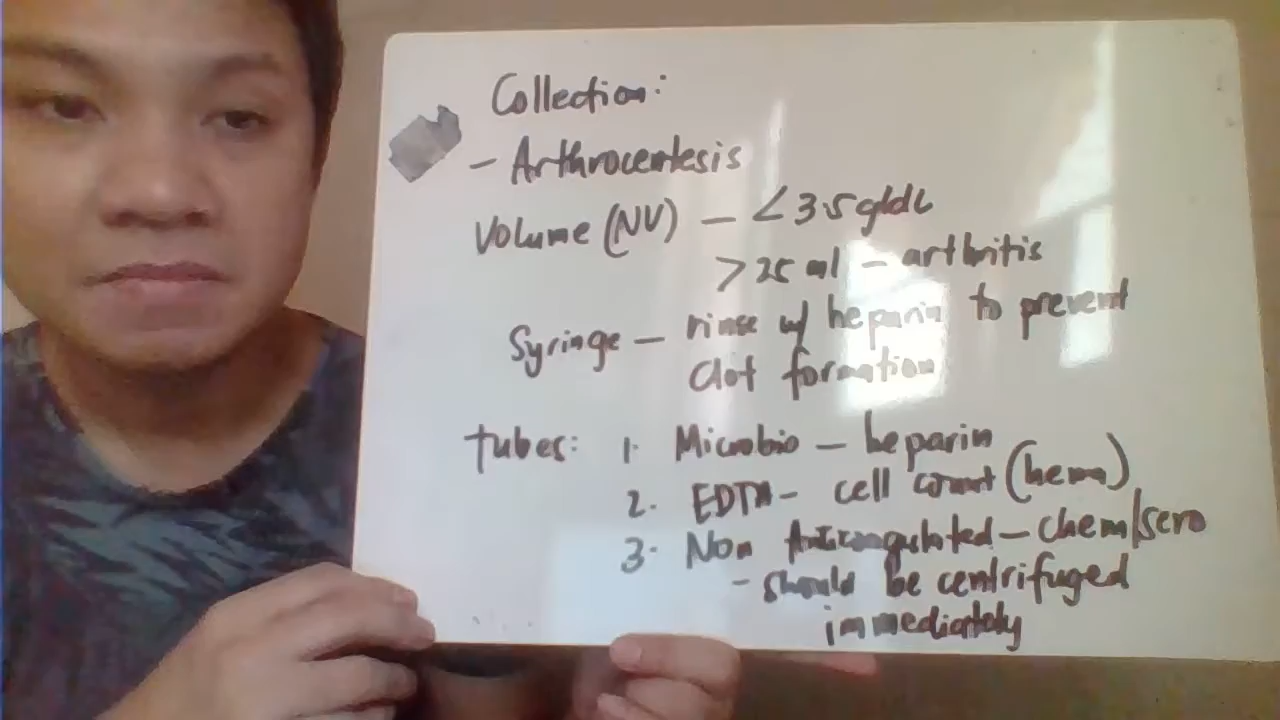 Collection:
- Arthrocentesis
Volume (NV) - <3.5 g/dL
>25 ml - arthritis
Syringe - rinse w/ heparin to prevent
clot formation
tubes: 1. Microbio - heparin
2. EDTA - cell count (hema)
3. Non Anticoagulated - chem/sero
- should be centrifuged
immediately